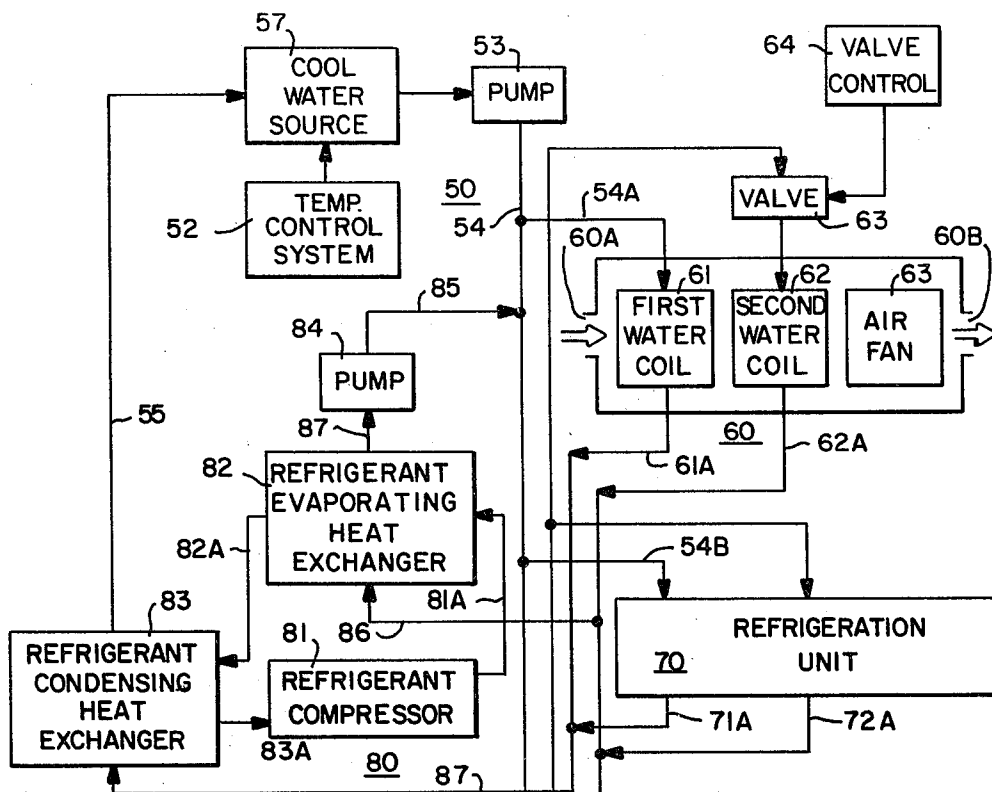 57
COOL
WATER
SOURCE
53
PUMP
64
VALVE
CONTROL
52
TEMP.
CONTROL
SYSTEM
50
54
54A
VALVE
63
60A
60B
61
FIRST
WATER
COIL
62
SECOND
WATER
COIL
63
AIR
FAN
85
84
PUMP
55
87
60
61A
62A
82
REFRIGERANT
EVAPORATING
HEAT
EXCHANGER
82A
54B
81A
83
REFRIGERANT
CONDENSING
HEAT
EXCHANGER
81
REFRIGERANT
COMPRESSOR
86
REFRIGERATION
UNIT
70
71A
72A
83A
80
87